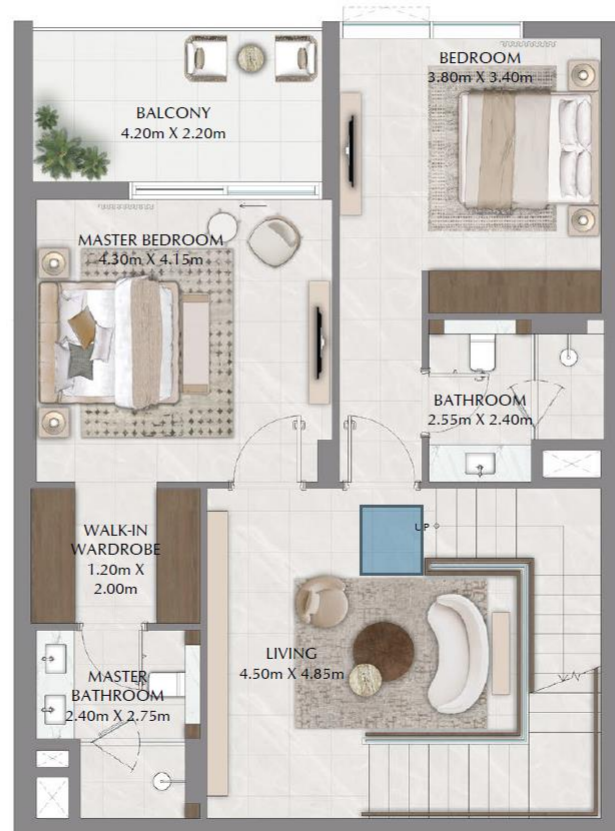 BEDROOM
3.80m X 3.40m
BALCONY
4.20m X 2.20m
MASTER BEDROOM
4.30m X 4.15m
BATHROOM
2.55m X 2.40m
UP
WALK-IN
WARDROBE
1.20m X
2.00m
LIVING
4.50m X 4.85m
MASTER
BATHROOM
2.40m X 2.75m